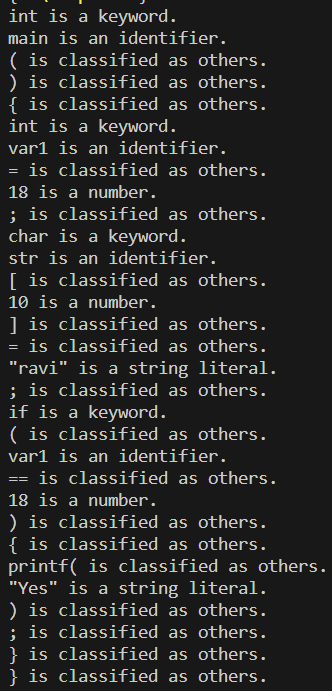 int is a keyword.
main is an identifier.
( is classified as others.
) is classified as others.
{ is classified as others.
int is a keyword.
var1 is an identifier.
= is classified as others.
18 is a number.
; is classified as others.
char is a keyword.
str is an identifier.
[ is classified as others.
10 is a number.
] is classified as others.
= is classified as others.
"ravi" is a string literal.
; is classified as others.
if is a keyword.
( is classified as others.
var1 is an identifier.
== is classified as others.
18 is a number.
) is classified as others.
{ is classified as others.
printf( is classified as others.
"Yes" is a string literal.
) is classified as others.
; is classified as others.
} is classified as others.
} is classified as others.